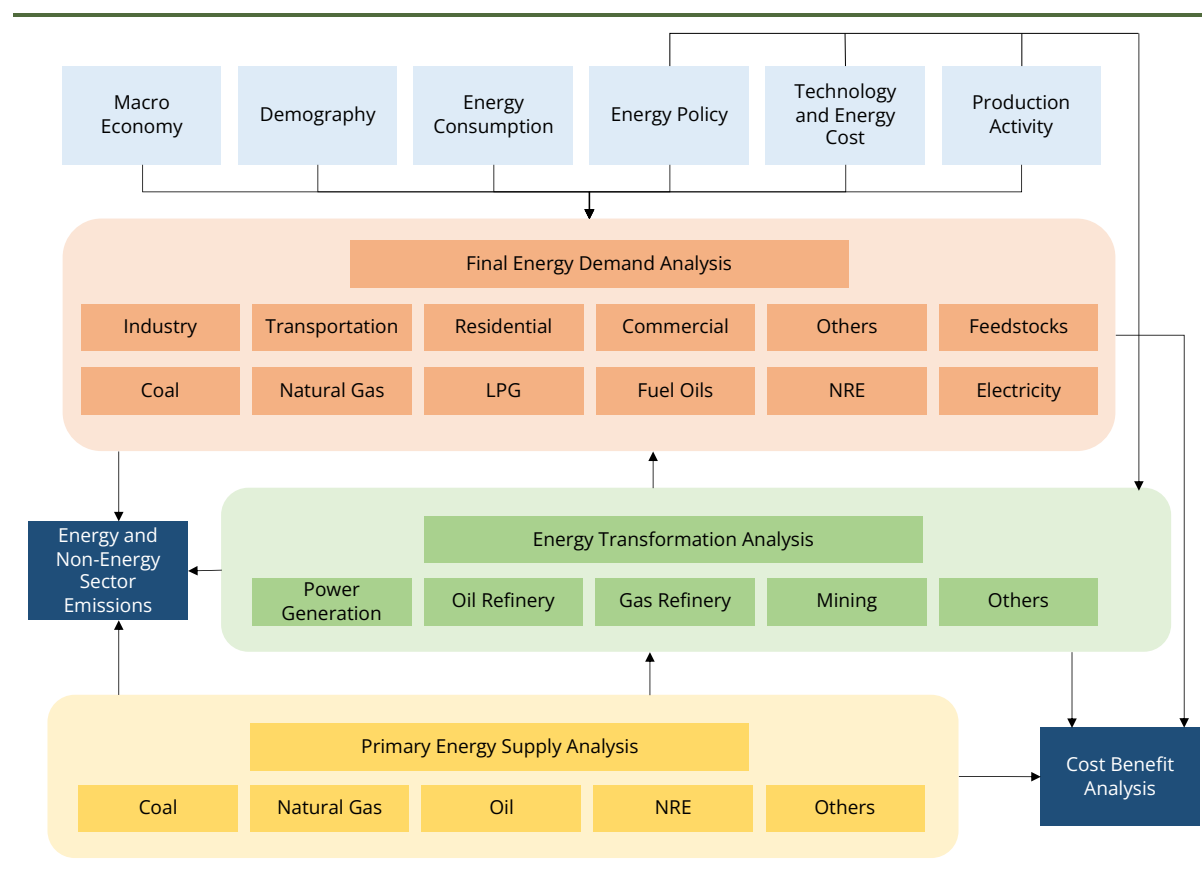 Macro
Economy
Demography
Energy
Consumption
Energy Policy
Technology
and Energy
Cost
Production
Activity
Final Energy Demand Analysis
Industry
Transportation
Residential
Commercial
Others
Feedstocks
Coal
Natural Gas
LPG
Fuel Oils
NRE
Electricity
Energy and
Non-Energy
Sector
Emissions
Energy Transformation Analysis
Power
Generation
Oil Refinery
Gas Refinery
Mining
Others
Primary Energy Supply Analysis
Coal
Natural Gas
Oil
NRE
Others
Cost Benefit
Analysis